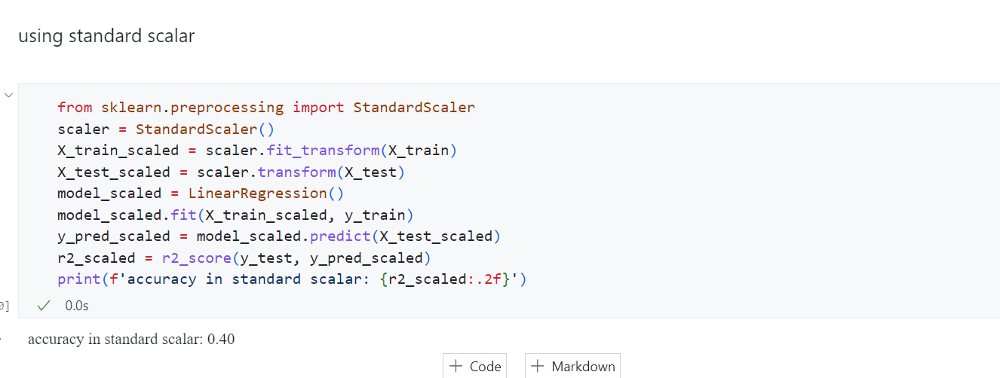 using standard scalar
from sklearn.preprocessing import StandardScaler
scaler = StandardScaler()
X_train_scaled = scaler.fit_transform(X_train)
X_test_scaled = scaler.transform(X_test)
model_scaled = LinearRegression()
model_scaled.fit(X_train_scaled, y_train)
y_pred_scaled = model_scaled.predict(X_test_scaled)
r2_scaled = r2_score(y_test, y_pred_scaled)
print(f'accuracy in standard scalar: {r2_scaled:.2f}')
0.0s
accuracy in standard scalar: 0.40
+ Code + Markdown